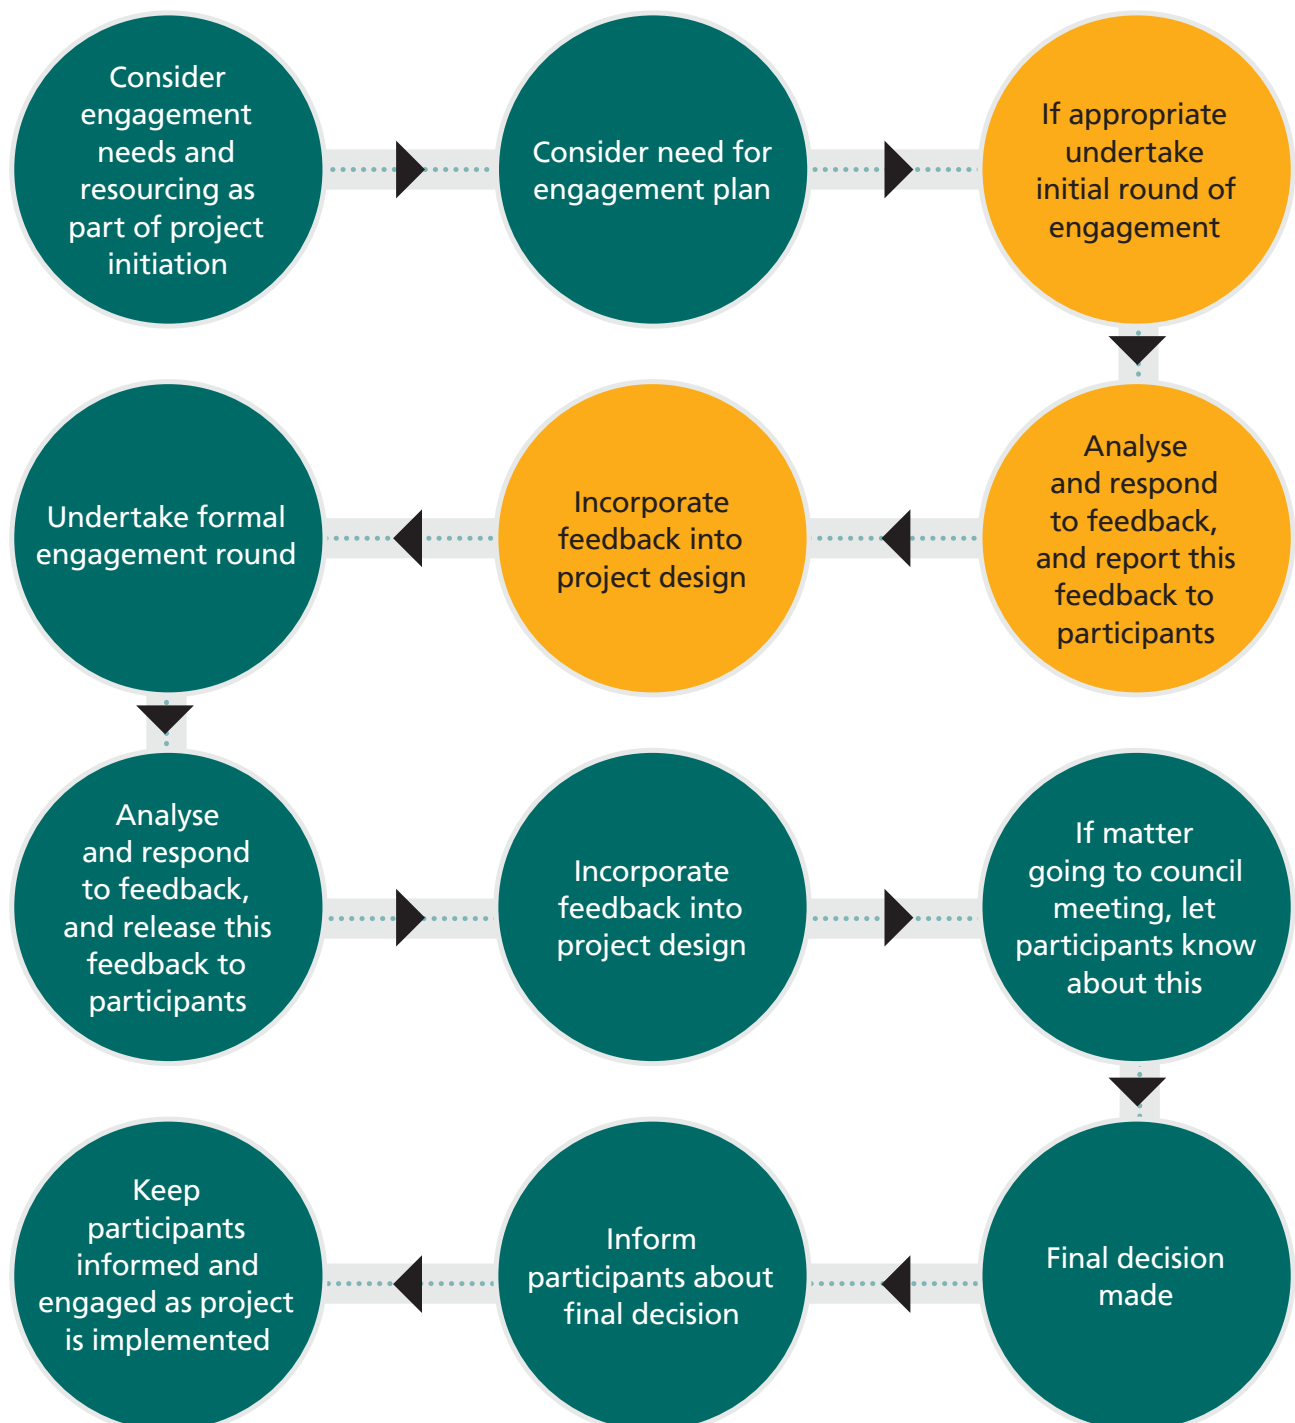 Consider
engagement
needs and
resourcing as
part of project
initiation
Consider need for
engagement plan
If appropriate
undertake
initial round of
engagement
Analyse
and respond
to feedback,
and report this
feedback to
participants
Incorporate
feedback into
project design
Undertake formal
engagement round
Analyse
and respond
to feedback,
and release this
feedback to
participants
Incorporate
feedback into
project design
If matter
going to council
meeting, let
participants know
about this
Final decision
made
Inform
participants about
final decision
Keep
participants
informed and
engaged as project
is implemented